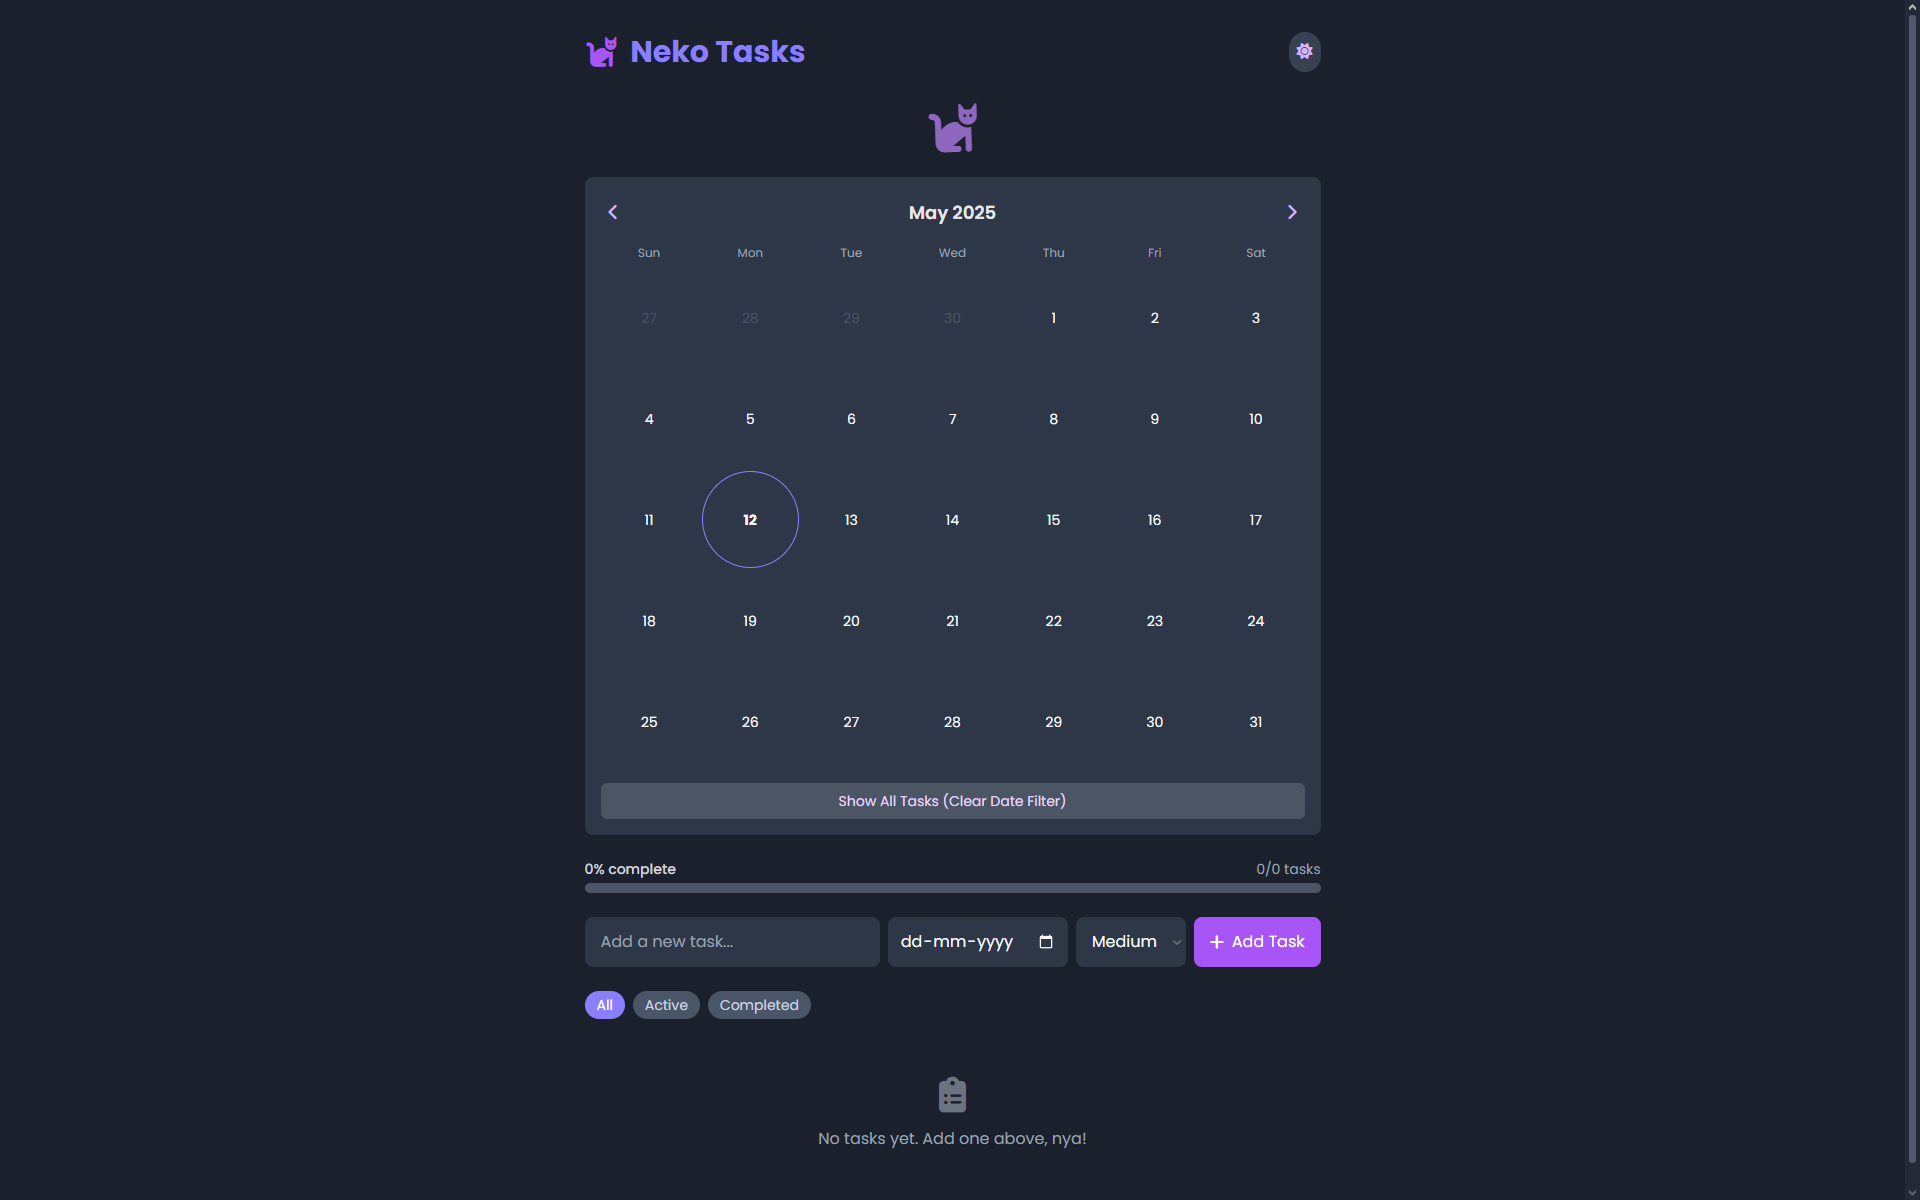 Neko Tasks
May 2025
Sun Mon Tue Wed Thu Fri Sat
27 28 29 30 1 2 3
4 5 6 7 8 9 10
11 12 13 14 15 16 17
18 19 20 21 22 23 24
25 26 27 28 29 30 31
Show All Tasks (Clear Date Filter)
0% complete 0/0 tasks
Add a new task... dd-mm-yyyy Medium Add Task
All Active Completed
No tasks yet. Add one above, nya!